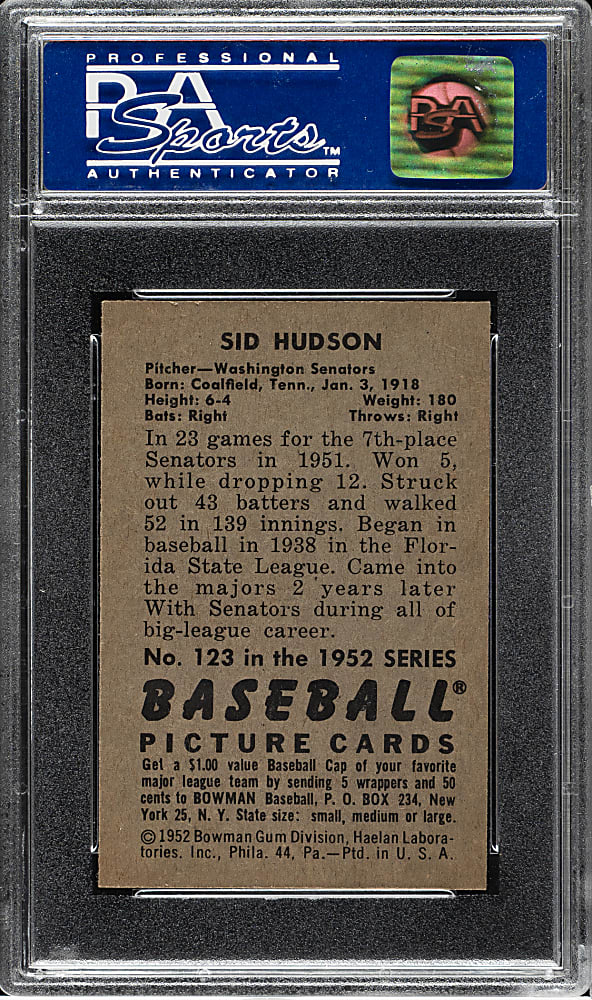 PROFESSIONAL
PSA
Sports™
AUTHENTICATOR
PSA
SID HUDSON
Pitcher—Washington Senators
Born: Coalfield, Tenn., Jan. 3, 1918
Height: 6-4 Weight: 180
Bats: Right Throws: Right
In 23 games for the 7th-place
Senators in 1951. Won 5,
while dropping 12. Struck
out 43 batters and walked
52 in 139 innings. Began in
baseball in 1938 in the Flor-
ida State League. Came into
the majors 2 years later
With Senators during all of
big-league career.
No. 123 in the 1952 SERIES
BASEBALL®
PICTURE CARDS
Get a $1.00 value Baseball Cap of your favorite
major league team by sending 5 wrappers and 50
cents to BOWMAN Baseball, P. O. BOX 234, New
York 25, N. Y. State size: small, medium or large.
©1952 Bowman Gum Division, Haelan Labora-
tories. Inc., Phila. 44, Pa.—Ptd. in U. S. A.